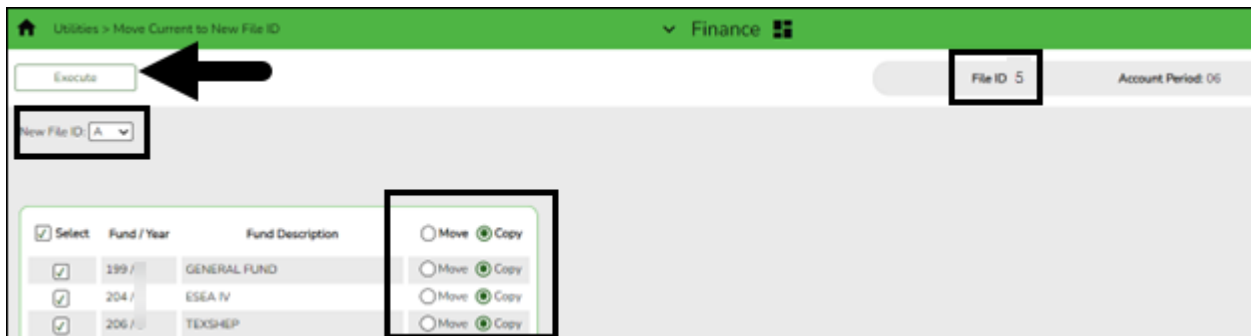 Utilities > Move Current to New File ID
Finance
Execute
File ID 5
Account Period: 06
New File ID: A
Select Fund / Year Fund Description Move Copy
199 / GENERAL FUND Move Copy
204 / ESEA IV Move Copy
206 / TEXSHEP Move Copy